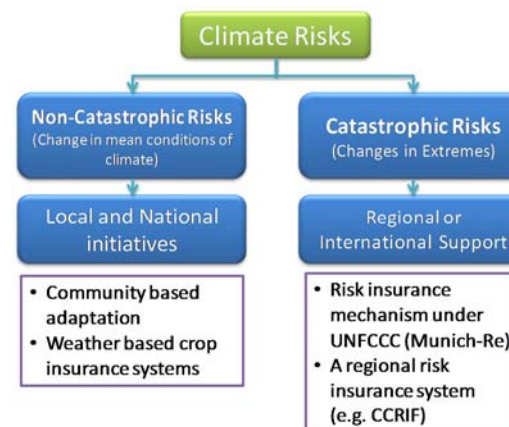 Climate Risks
Non-Catastrophic Risks
(Change in mean conditions of
climate)
Local and National
initiatives
• Community based
adaptation
• Weather based crop
insurance systems
Catastrophic Risks
(Changes in Extremes)
Regional or
International Support
• Risk insurance
mechanism under
UNFCCC (Munich-Re)
• A regional risk
insurance system
(e.g. CCRIF)